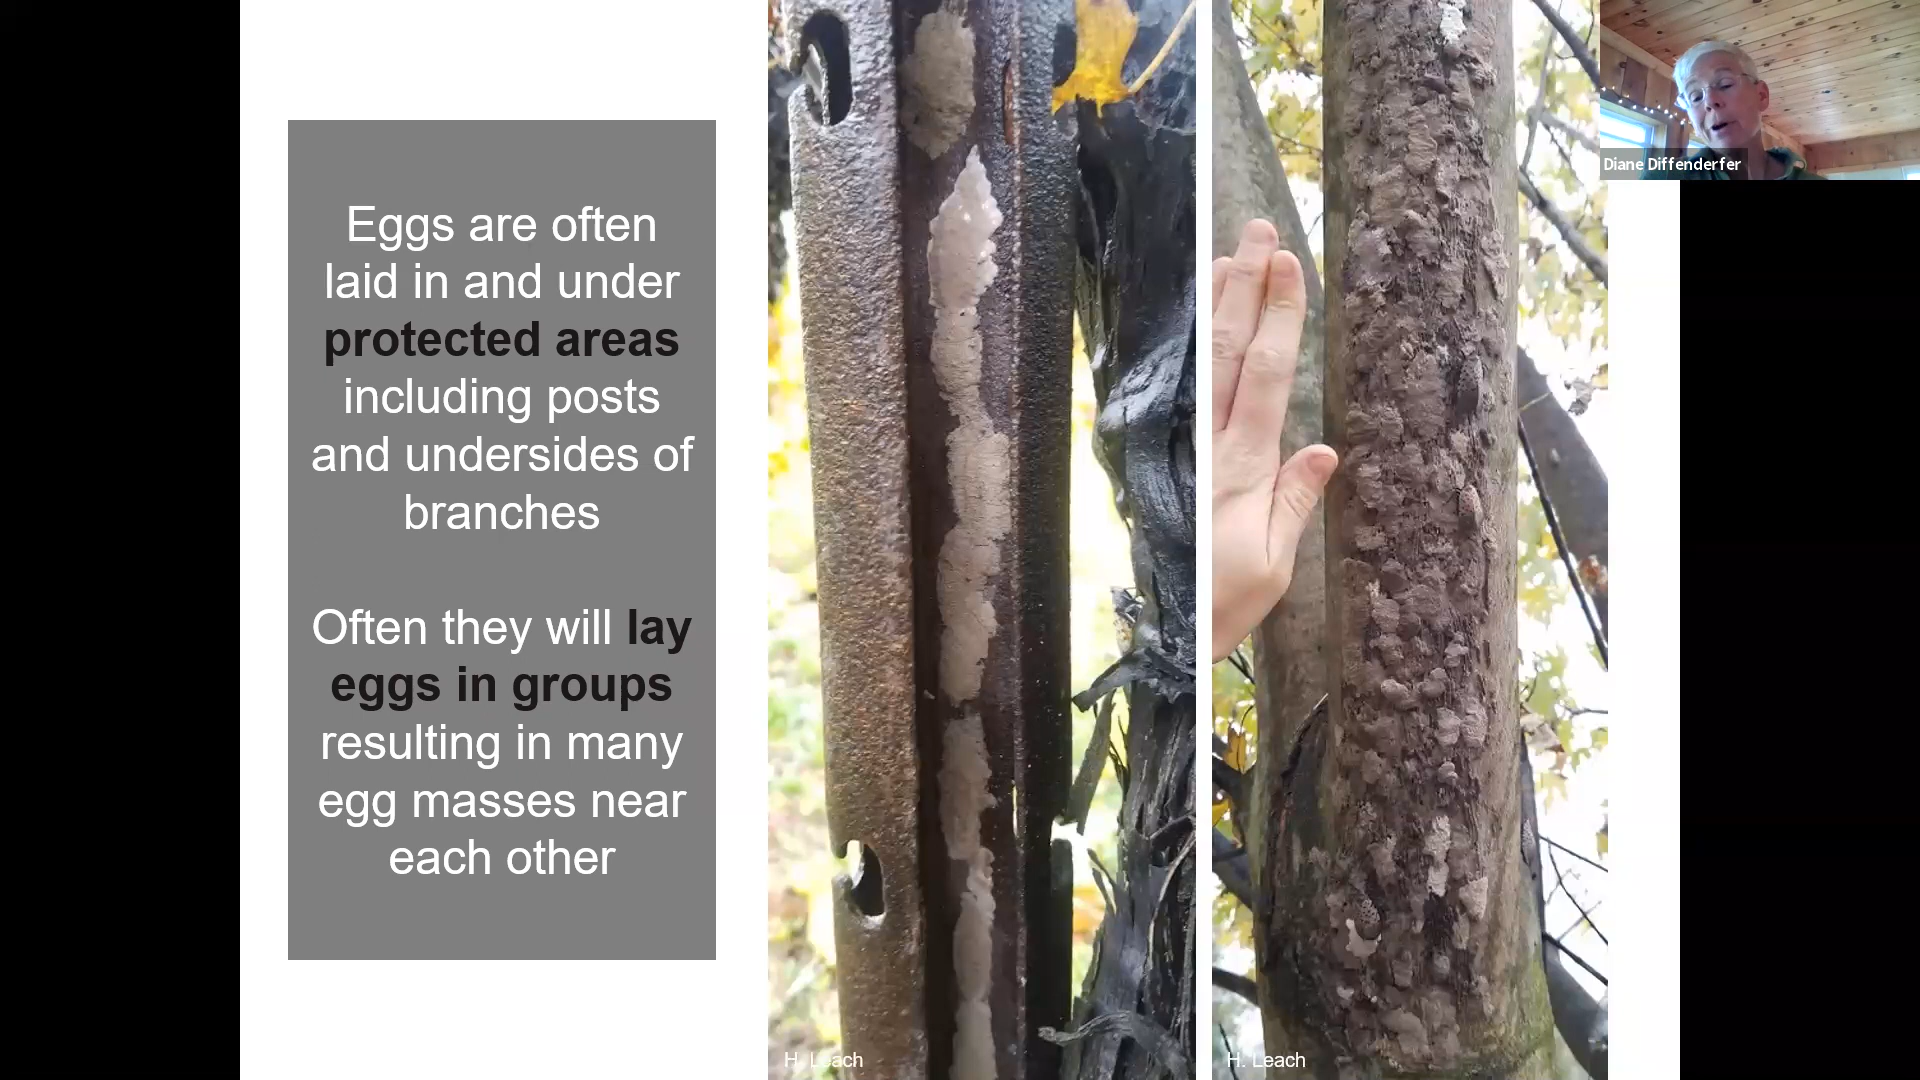 Eggs are often
laid in and under
protected areas
including posts
and undersides of
branches
Often they will lay
eggs in groups
resulting in many
egg masses near
each other
H. Leach
H. Leach
Diane Diffenderfer